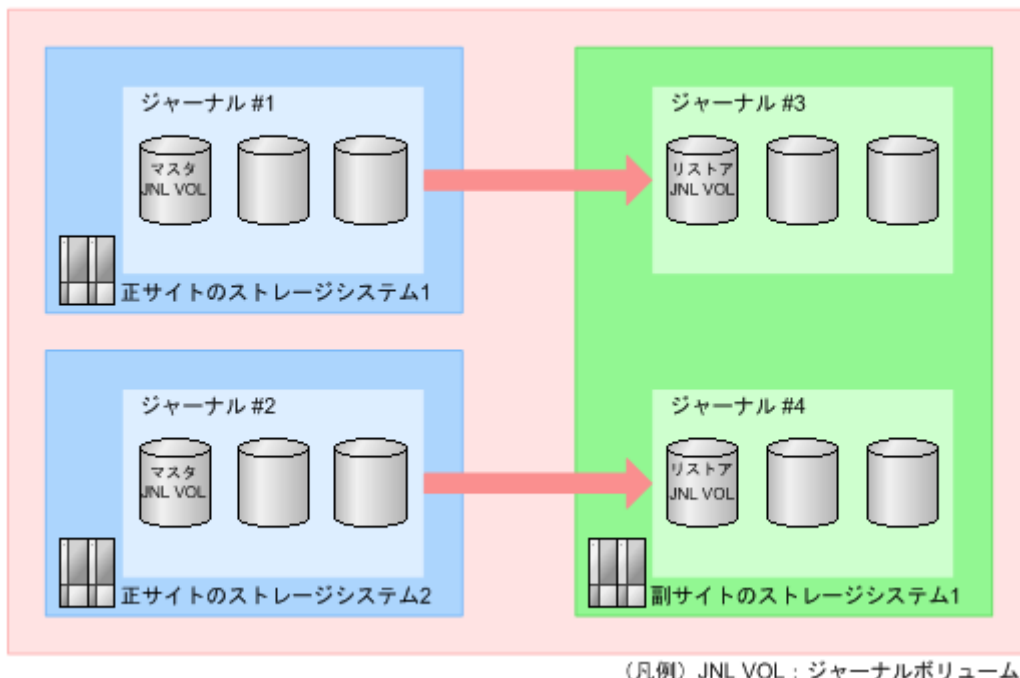 ジャーナル #1
マスタ
JNL VOL
正サイトのストレージシステム1
ジャーナル #3
リストア
JNL VOL
ジャーナル #2
マスタ
JNL VOL
正サイトのストレージシステム2
ジャーナル #4
リストア
JNL VOL
副サイトのストレージシステム1
（凡例）JNL VOL：ジャーナルボリューム